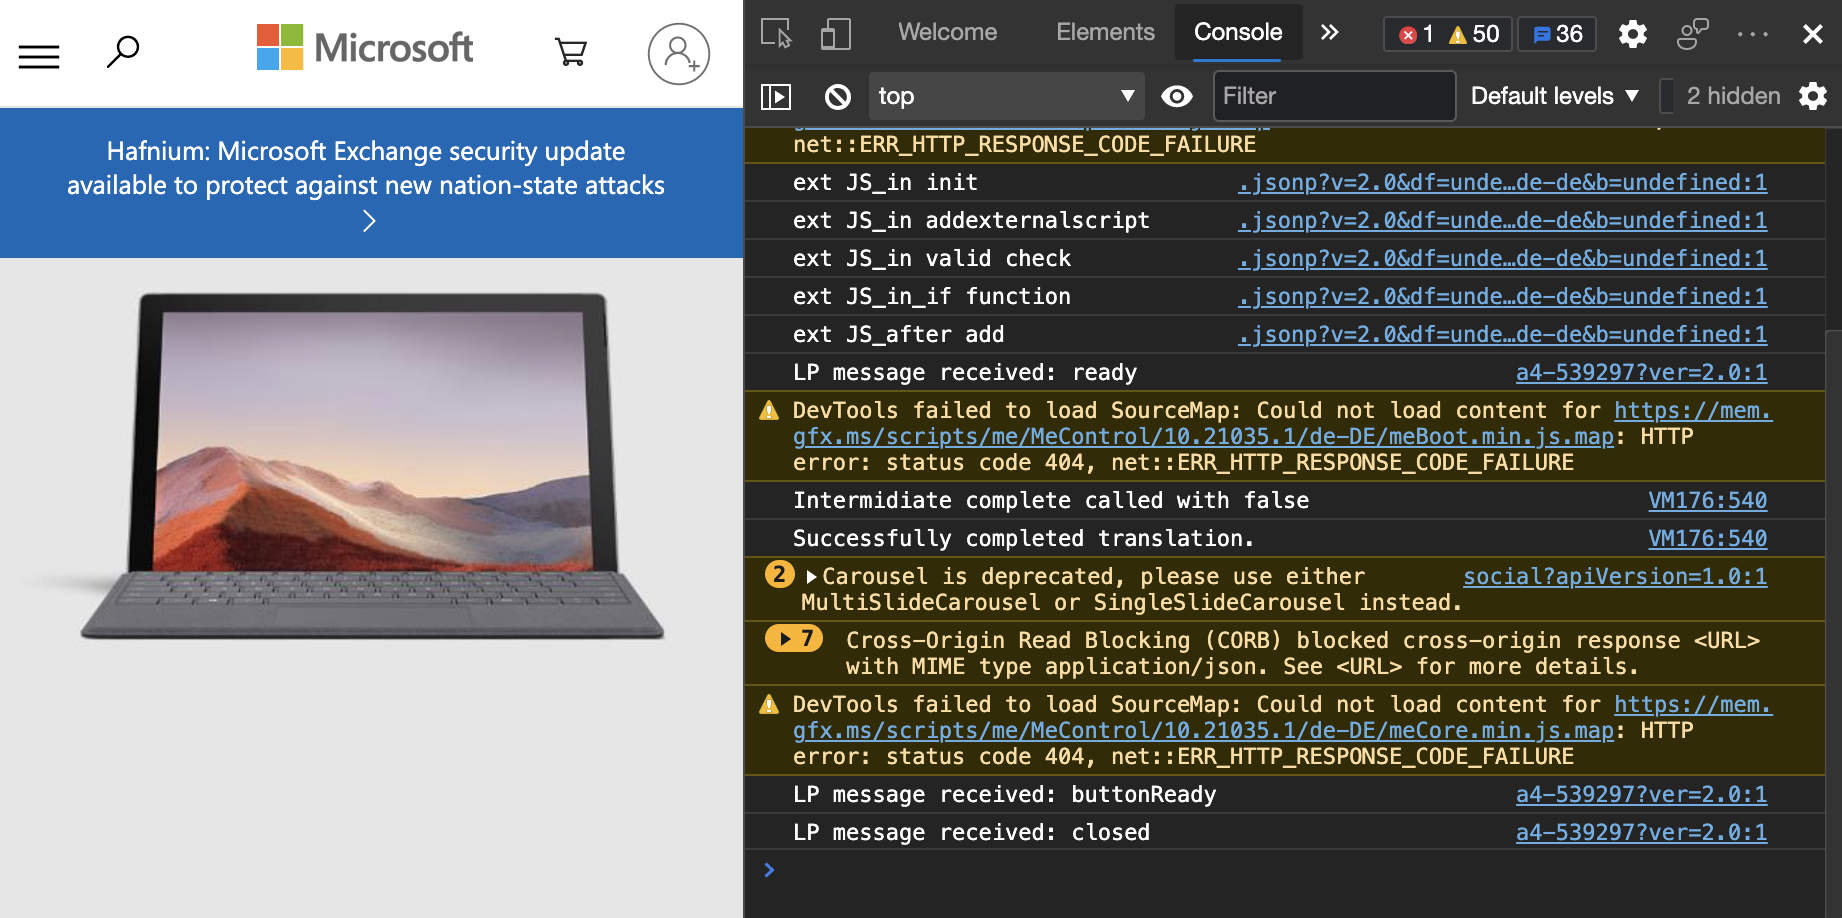 Microsoft
Hafnium: Microsoft Exchange security update
available to protect against new nation-state attacks
Welcome Elements Console 1 50 36
top Filter Default levels 2 hidden
net::ERR_HTTP_RESPONSE_CODE_FAILURE
ext JS_in init .jsonp?v=2.0&df=unde…de-de&b=undefined:1
ext JS_in addexternalscript .jsonp?v=2.0&df=unde…de-de&b=undefined:1
ext JS_in valid check .jsonp?v=2.0&df=unde…de-de&b=undefined:1
ext JS_in_if function .jsonp?v=2.0&df=unde…de-de&b=undefined:1
ext JS_after add .jsonp?v=2.0&df=unde…de-de&b=undefined:1
LP message received: ready a4-539297?ver=2.0:1
DevTools failed to load SourceMap: Could not load content for https://mem.
gfx.ms/scripts/me/MeControl/10.21035.1/de-DE/meBoot.min.js.map: HTTP
error: status code 404, net::ERR_HTTP_RESPONSE_CODE_FAILURE
Intermidiate complete called with false VM176:540
Successfully completed translation. VM176:540
2 Carousel is deprecated, please use either social?apiVersion=1.0:1
MultiSlideCarousel or SingleSlideCarousel instead.
7 Cross-Origin Read Blocking (CORB) blocked cross-origin response <URL>
with MIME type application/json. See <URL> for more details.
DevTools failed to load SourceMap: Could not load content for https://mem.
gfx.ms/scripts/me/MeControl/10.21035.1/de-DE/meCore.min.js.map: HTTP
error: status code 404, net::ERR_HTTP_RESPONSE_CODE_FAILURE
LP message received: buttonReady a4-539297?ver=2.0:1
LP message received: closed a4-539297?ver=2.0:1